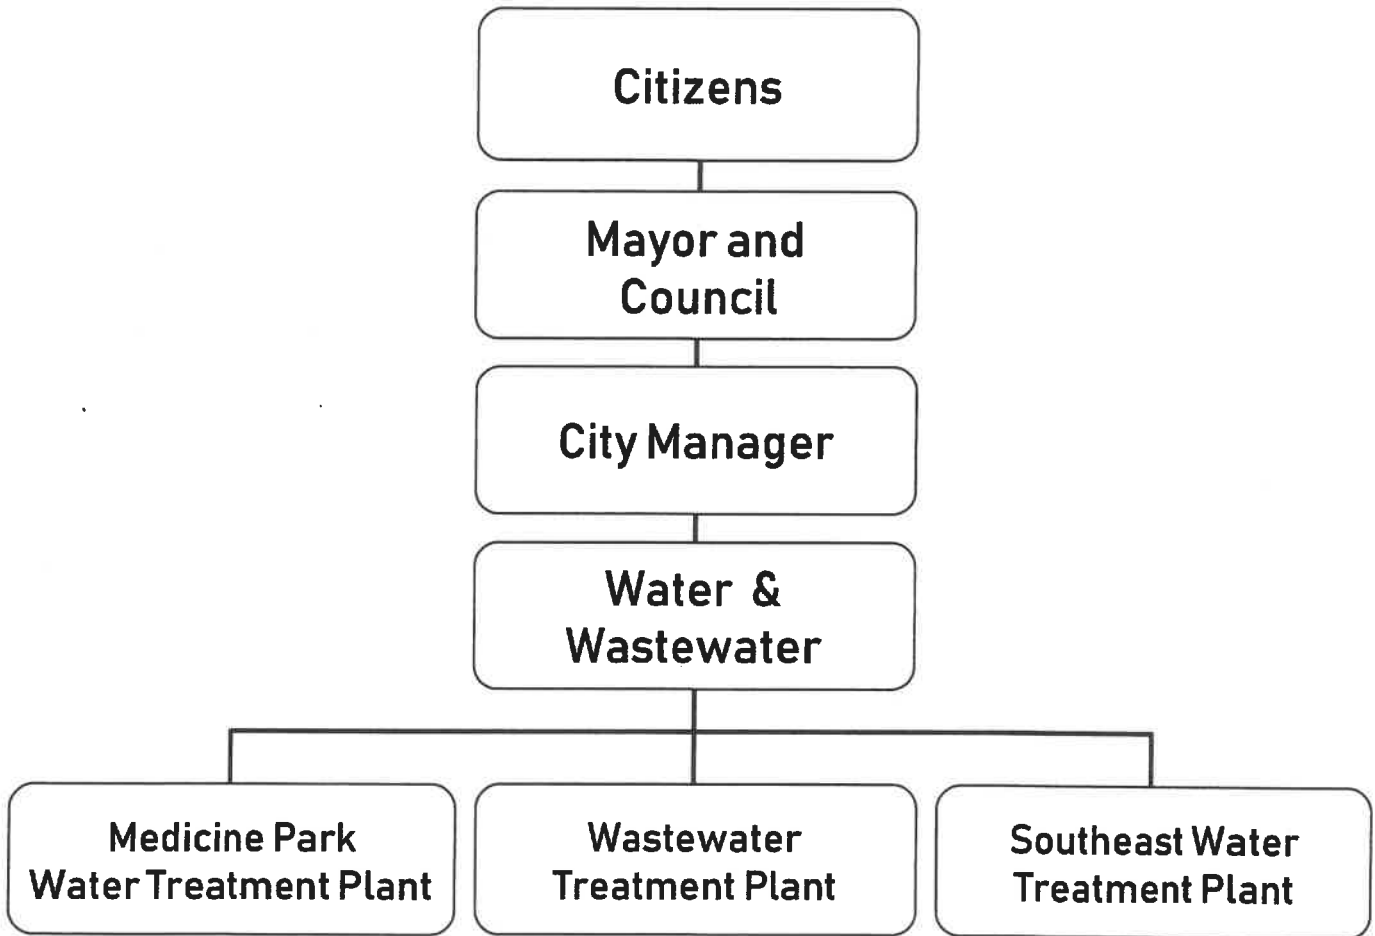 Citizens
Mayor and
Council
City Manager
Water &
Wastewater
Medicine Park
Water Treatment Plant
Wastewater
Treatment Plant
Southeast Water
Treatment Plant